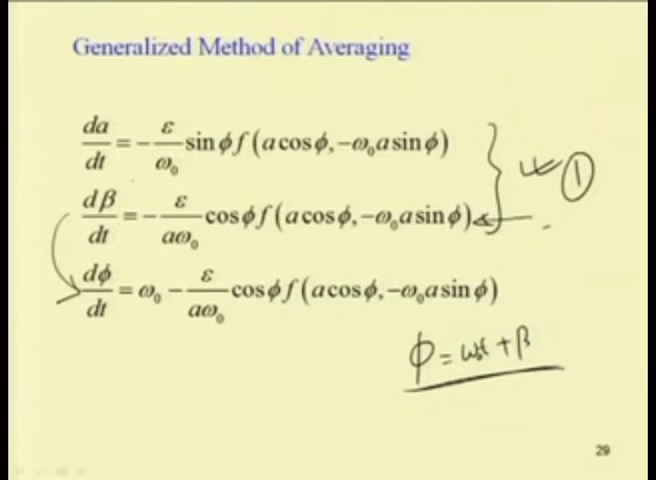 Generalized Method of Averaging
da/dt = -ε/ω₀ sin ϕ f (a cos ϕ, -ω₀a sin ϕ)
①
dβ/dt = -ε/aω₀ cos ϕ f (a cos ϕ, -ω₀a sin ϕ)
dϕ/dt = ω₀ - ε/aω₀ cos ϕ f (a cos ϕ, -ω₀a sin ϕ)
ϕ = ω₀t + β
29